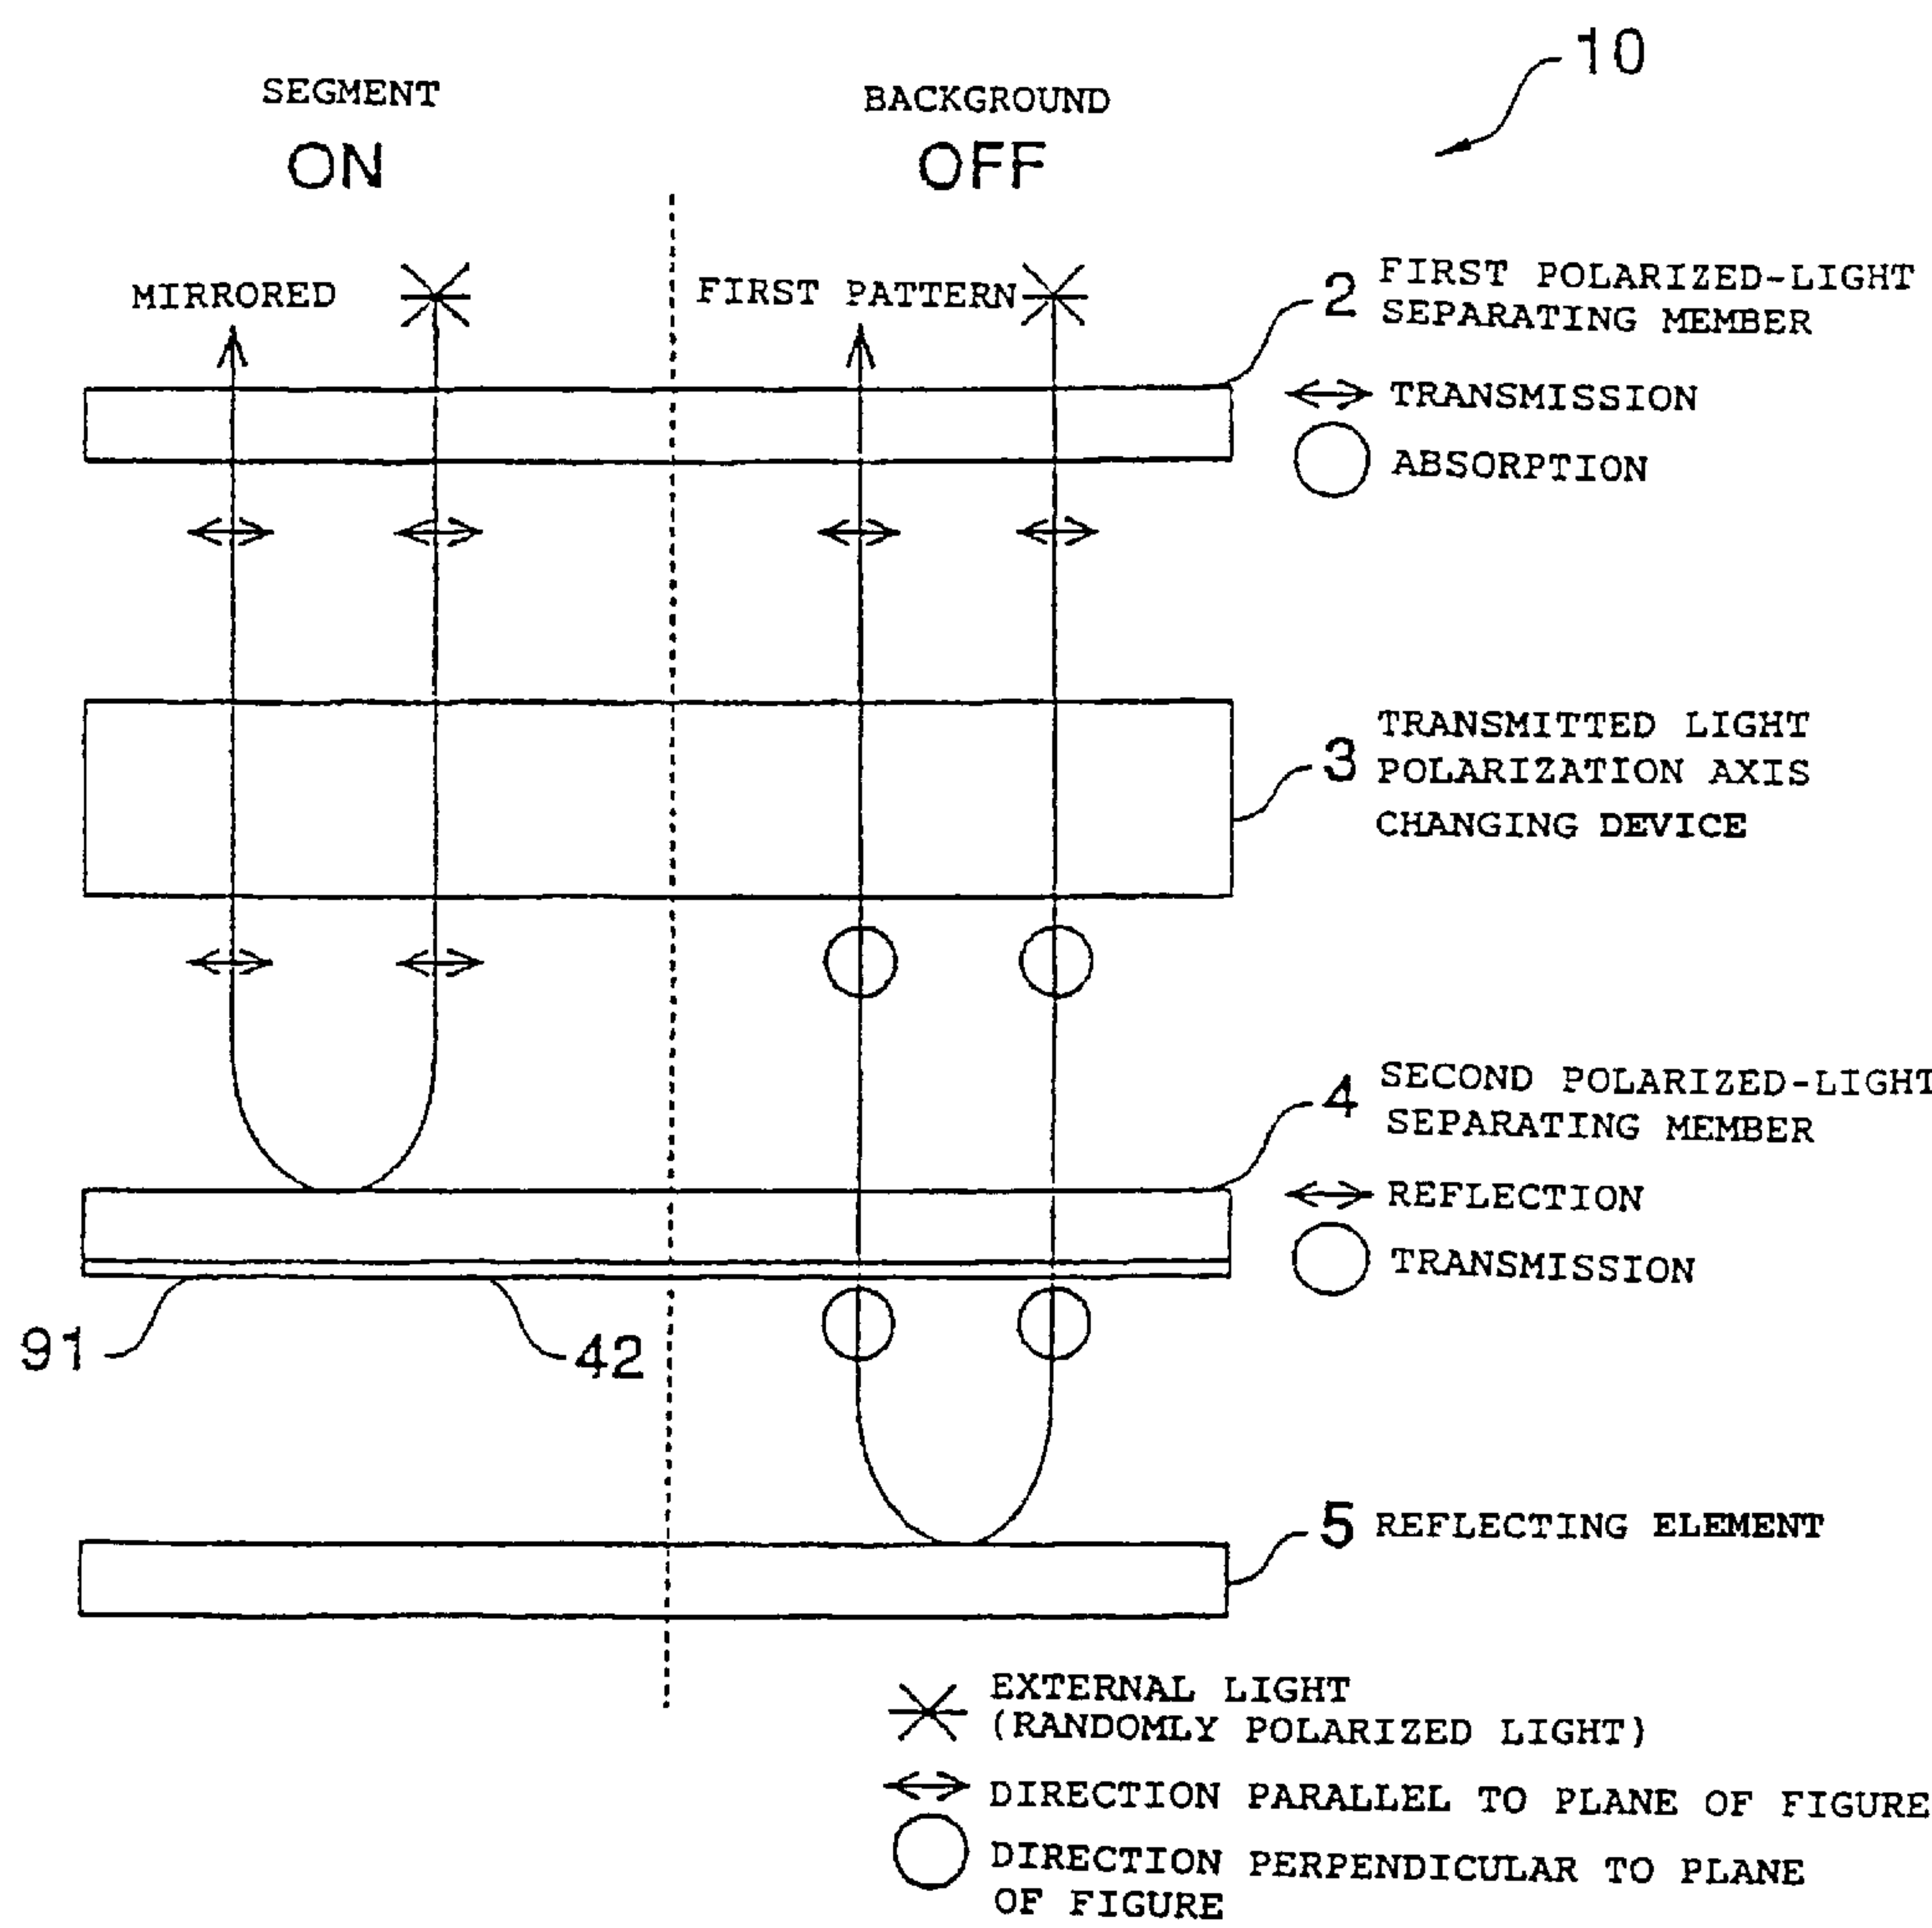 10
SEGMENT
ON
BACKGROUND
OFF
MIRRORED
FIRST PATTERN
2 FIRST POLARIZED-LIGHT
SEPARATING MEMBER
TRANSMISSION
ABSORPTION
3 TRANSMITTED LIGHT
POLARIZATION AXIS
CHANGING DEVICE
4 SECOND POLARIZED-LIGHT
SEPARATING MEMBER
REFLECTION
TRANSMISSION
91
42
5 REFLECTING ELEMENT
EXTERNAL LIGHT
(RANDOMLY POLARIZED LIGHT)
DIRECTION PARALLEL TO PLANE OF FIGURE
DIRECTION PERPENDICULAR TO PLANE
OF FIGURE